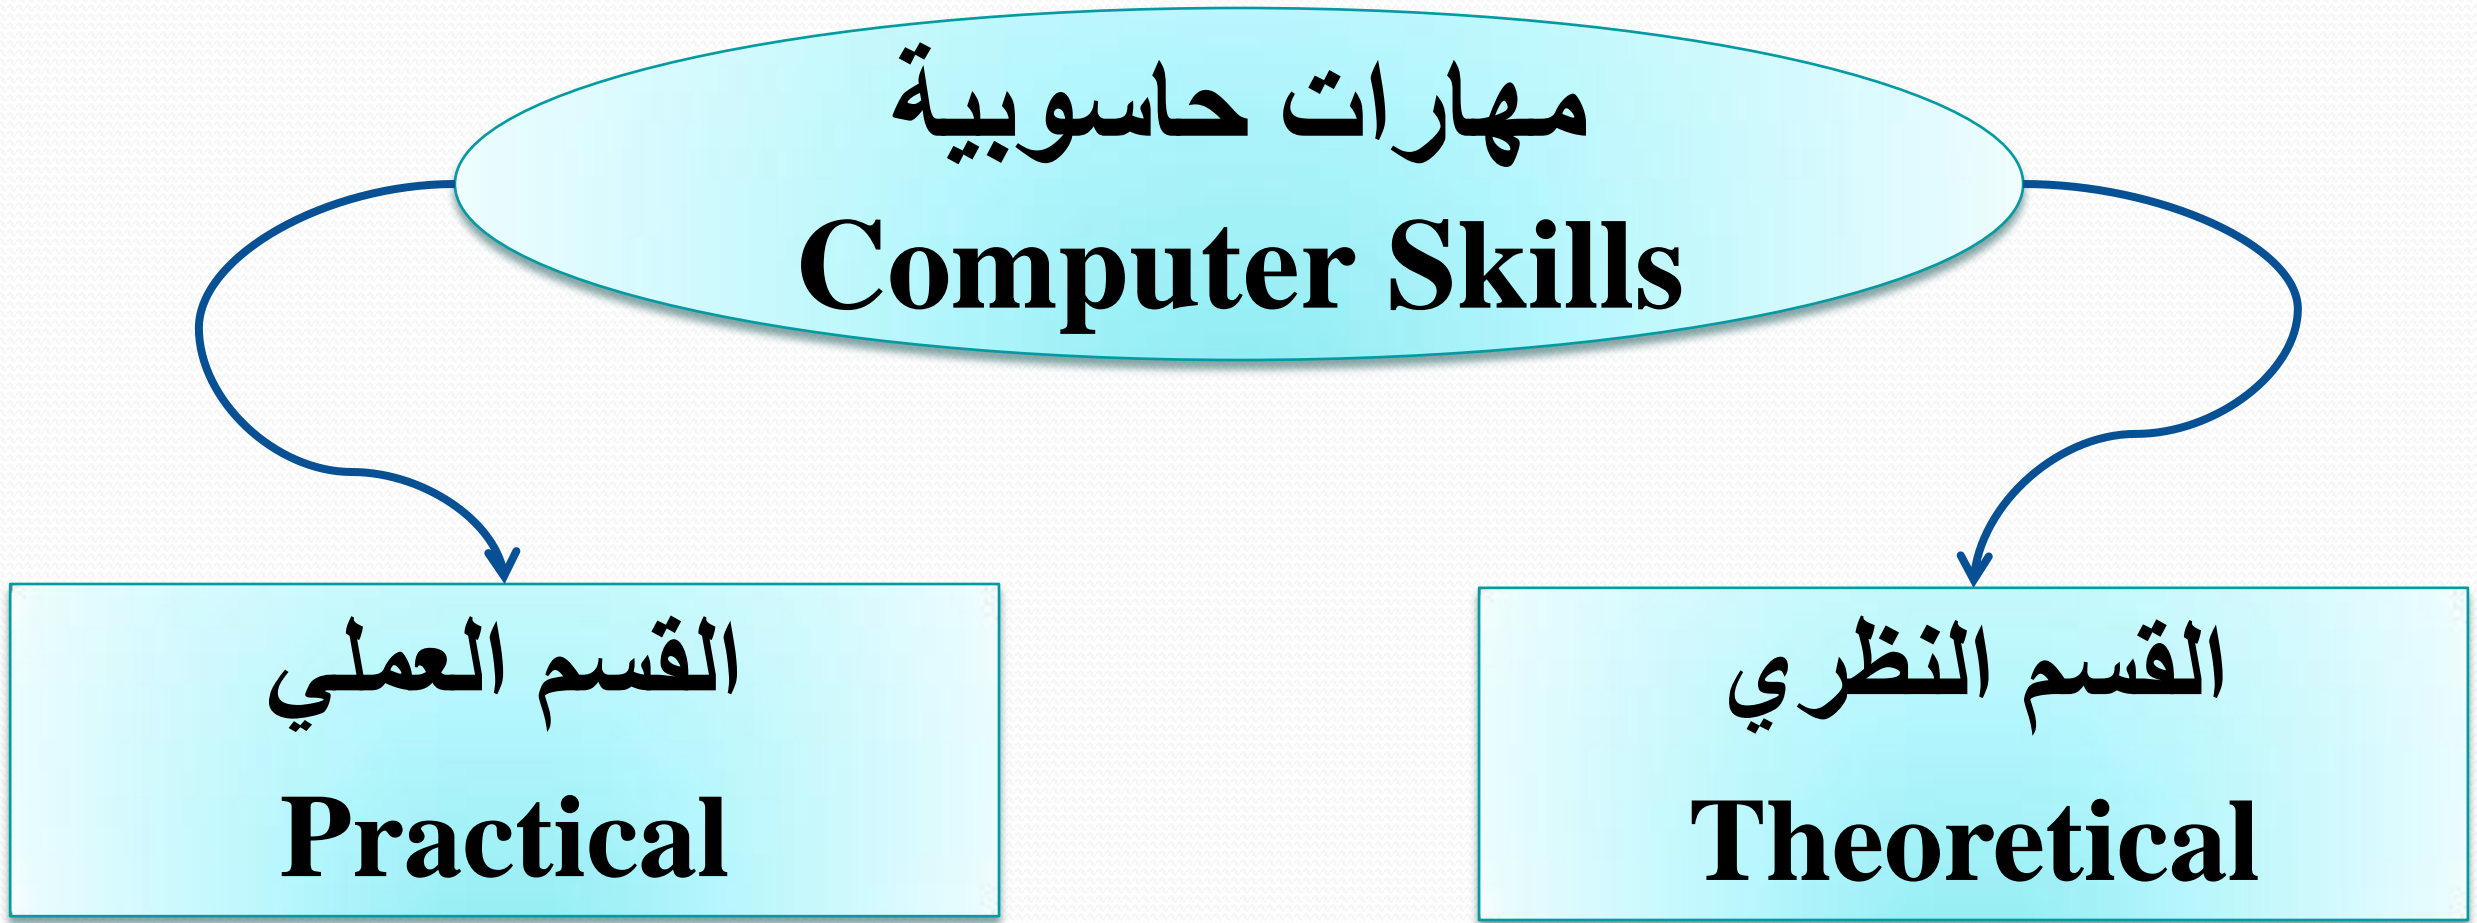 مهارات حاسوبية
Computer Skills
القسم النظري
Theoretical
القسم العملي
Practical